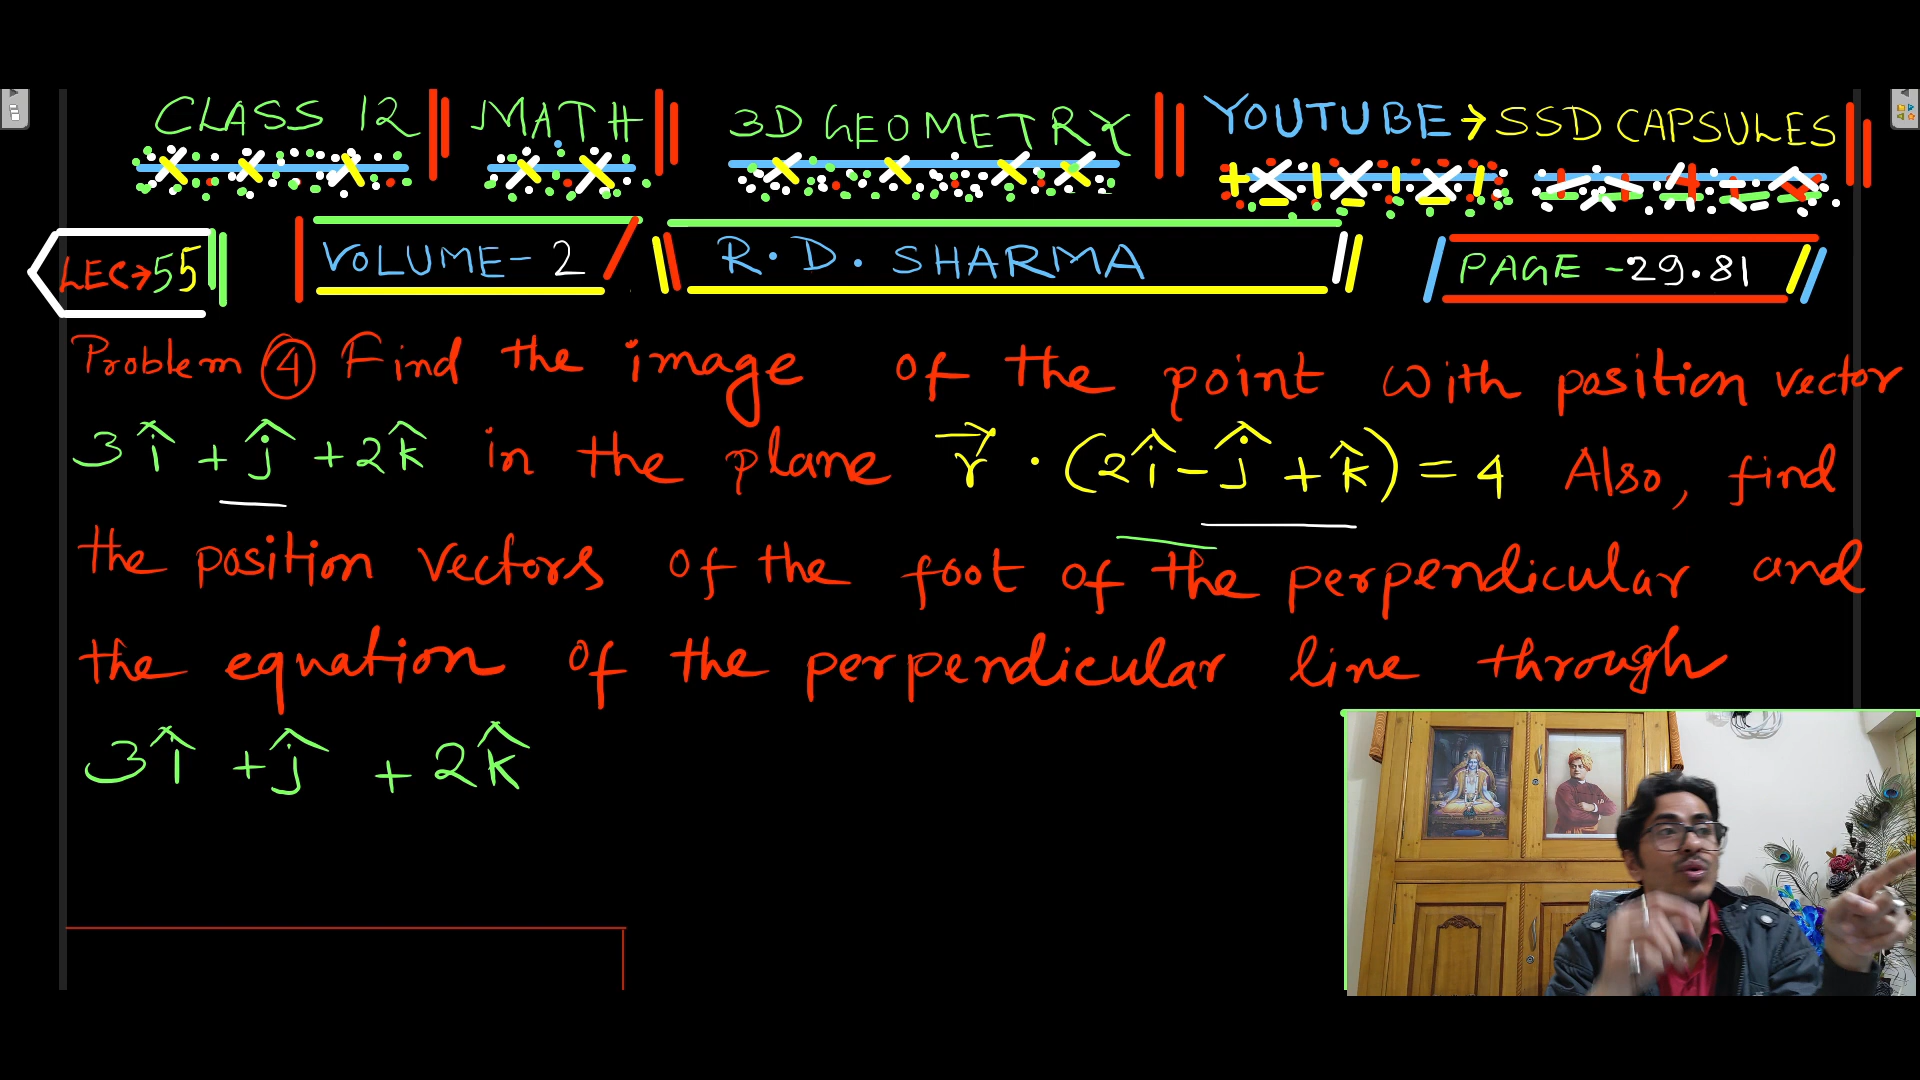 CLASS 12 || MATH || 3D GEOMETRY || YOUTUBE → SSD CAPSULES ||
LEC→55 VOLUME-2 R.D. SHARMA PAGE -29.81
Problem ④ Find the image of the point with position vector
3î + ĵ + 2k̂ in the plane r⃗ · (2î - ĵ + k̂) = 4 Also, find
the position vectors of the foot of the perpendicular and
the equation of the perpendicular line through
3î + ĵ + 2k̂